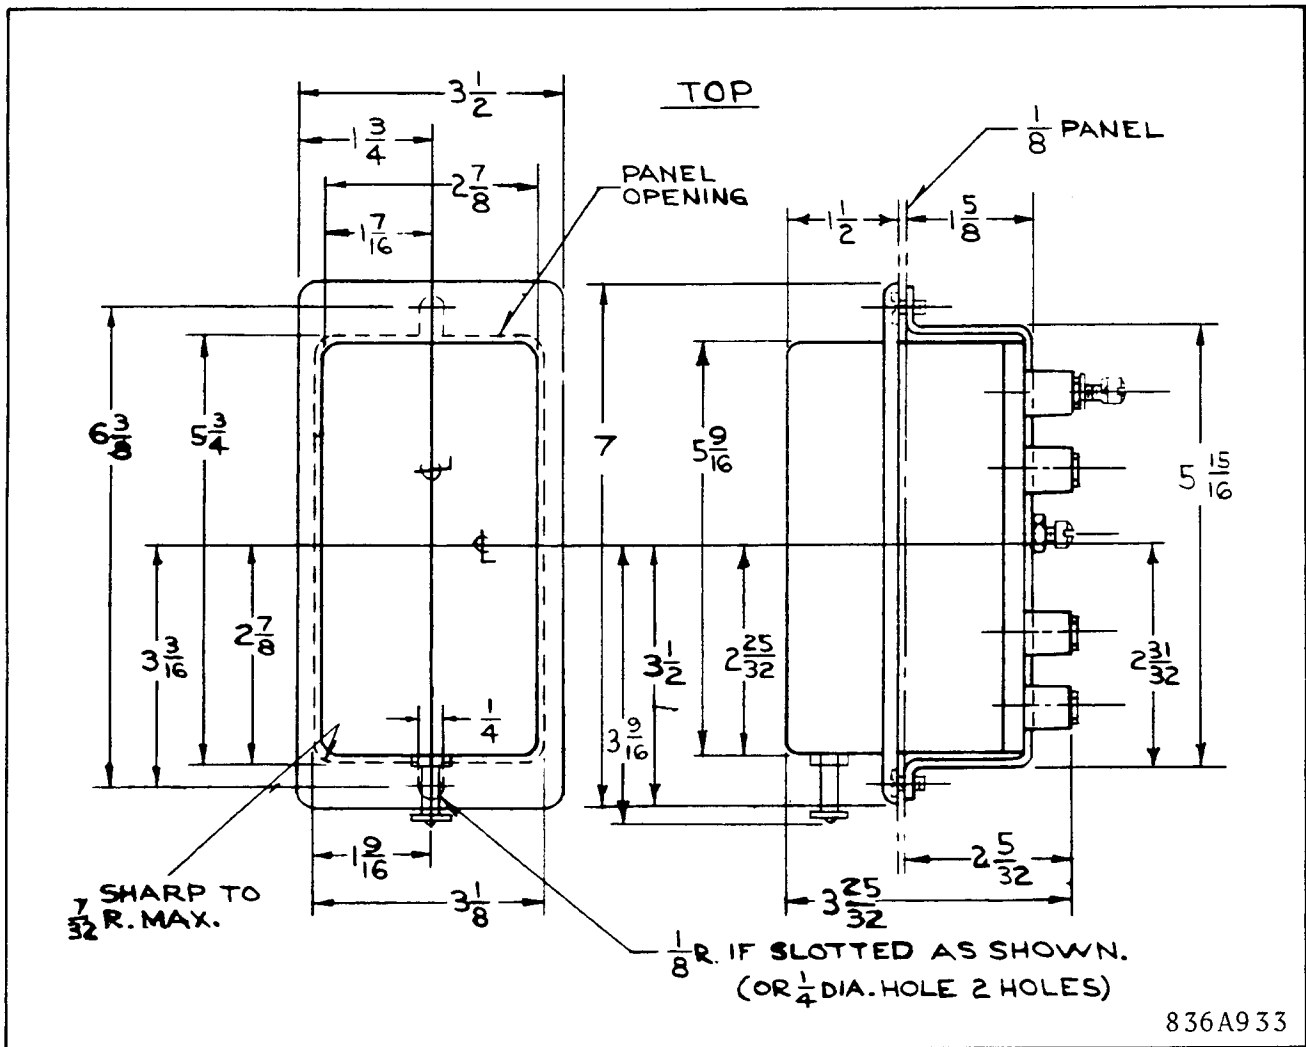 TOP
3 1/2
1 3/4
2 7/8
1 7/16
PANEL
OPENING
1/8 PANEL
1 1/2
1 5/8
6 3/8
5 3/4
7
5 9/16
5 15/16
3 3/16
2 7/8
1/4
3 9/16
3 1/2
2 25/32
2 31/32
1 9/16
3 1/8
2 5/32
3 25/32
SHARP TO
7/32 R. MAX.
1/8 R. IF SLOTTED AS SHOWN.
(OR 1/4 DIA. HOLE 2 HOLES)
836A933